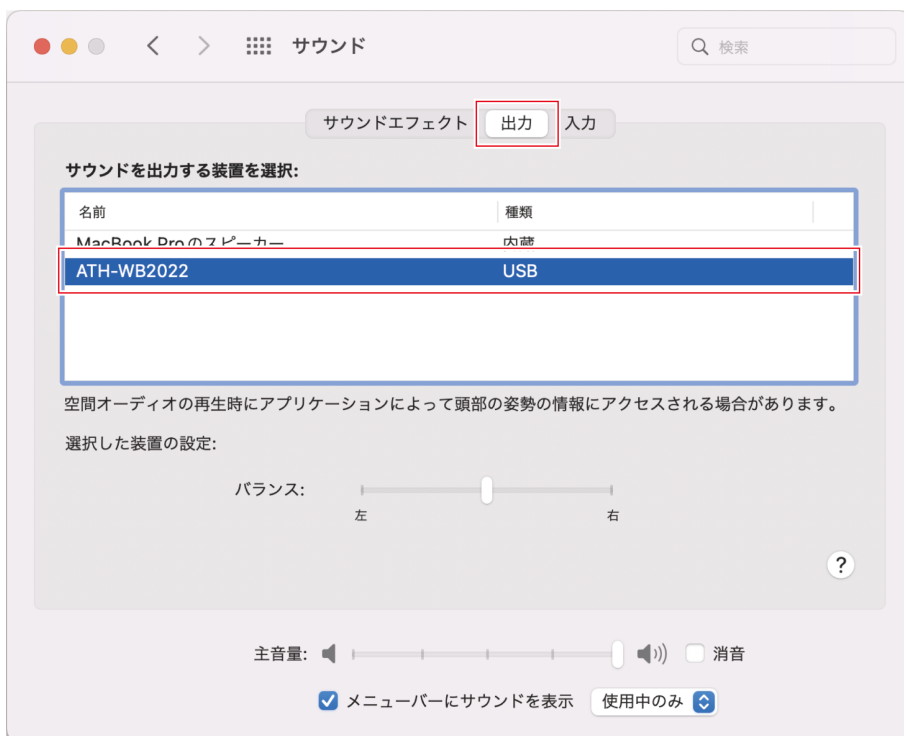 サウンド
検索
サウンドエフェクト 出力 入力
サウンドを出力する装置を選択:
名前 種類
MacBook Proのスピーカー 内蔵
ATH-WB2022 USB
空間オーディオの再生時にアプリケーションによって頭部の姿勢の情報にアクセスされる場合があります。
選択した装置の設定:
バランス:
左 右
?
主音量: 消音
メニューバーにサウンドを表示 使用中のみ